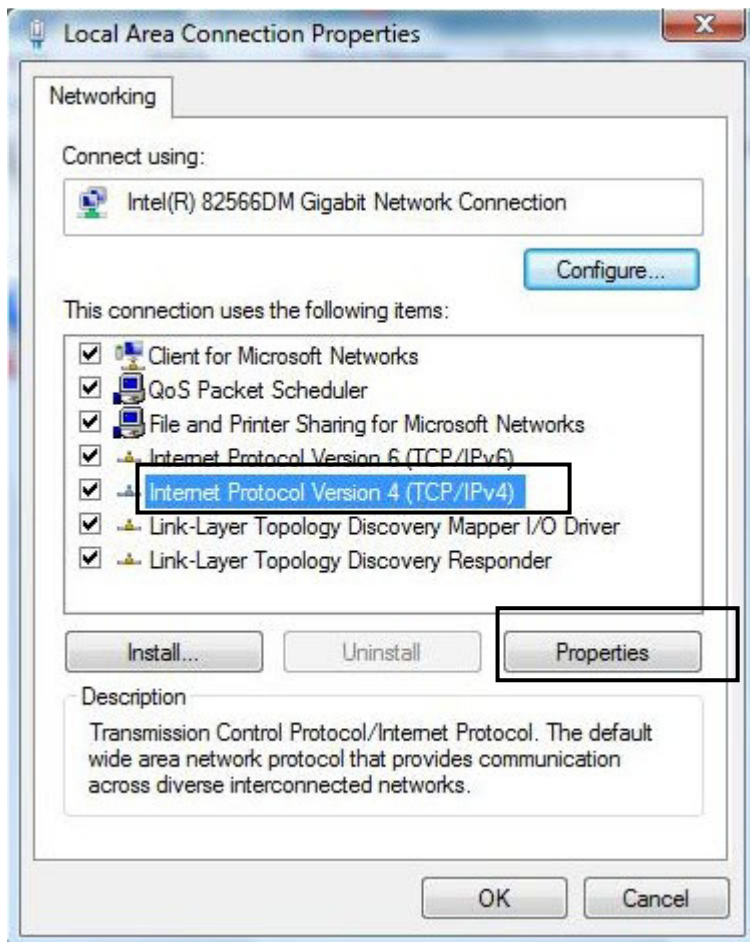 Local Area Connection Properties
X
Networking
Connect using:
Intel(R) 82566DM Gigabit Network Connection
Configure...
This connection uses the following items:
Client for Microsoft Networks
QoS Packet Scheduler
File and Printer Sharing for Microsoft Networks
Internet Protocol Version 6 (TCP/IPv6)
Internet Protocol Version 4 (TCP/IPv4)
Link-Layer Topology Discovery Mapper I/O Driver
Link-Layer Topology Discovery Responder
Install... Uninstall Properties
Description
Transmission Control Protocol/Internet Protocol. The default
wide area network protocol that provides communication
across diverse interconnected networks.
OK Cancel